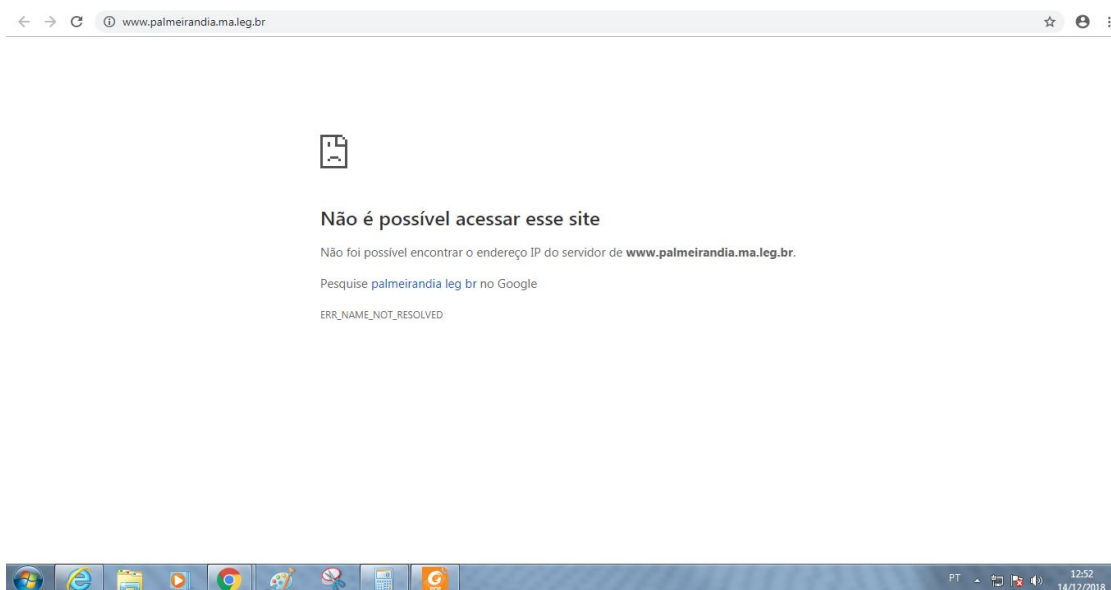 www.palmeirandia.ma.leg.br
Não é possível acessar esse site
Não foi possível encontrar o endereço IP do servidor de www.palmeirandia.ma.leg.br.
Pesquise palmeirandia leg br no Google
ERR_NAME_NOT_RESOLVED
PT
12:52
14/12/2018